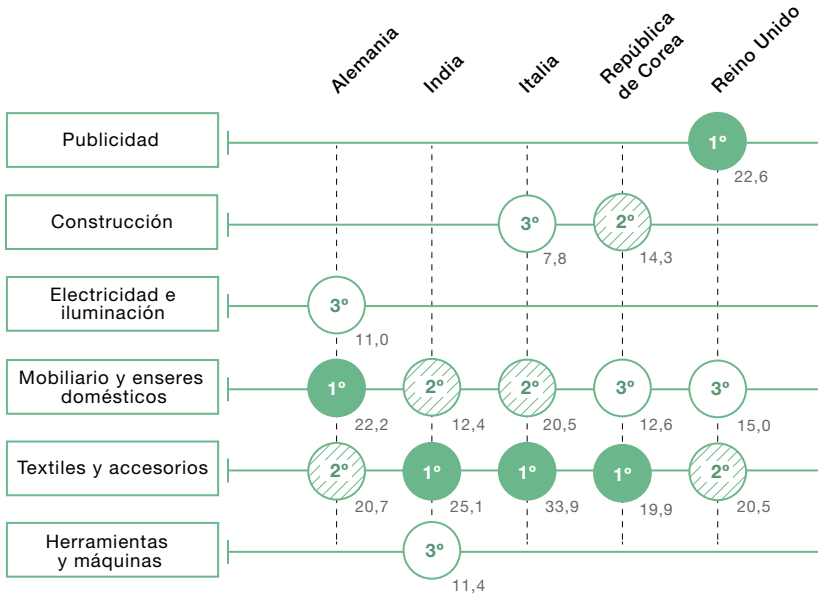 Alemania
India
Italia
República
de Corea
Reino Unido
Publicidad
1º
22,6
Construcción
3º
2º
7,8
14,3
Electricidad e
iluminación
3º
11,0
Mobiliario y enseres
domésticos
1º
2º
2º
3º
3º
22,2
12,4
20,5
12,6
15,0
Textiles y accesorios
2º
1º
1º
1º
2º
20,7
25,1
33,9
19,9
20,5
Herramientas
y máquinas
3º
11,4